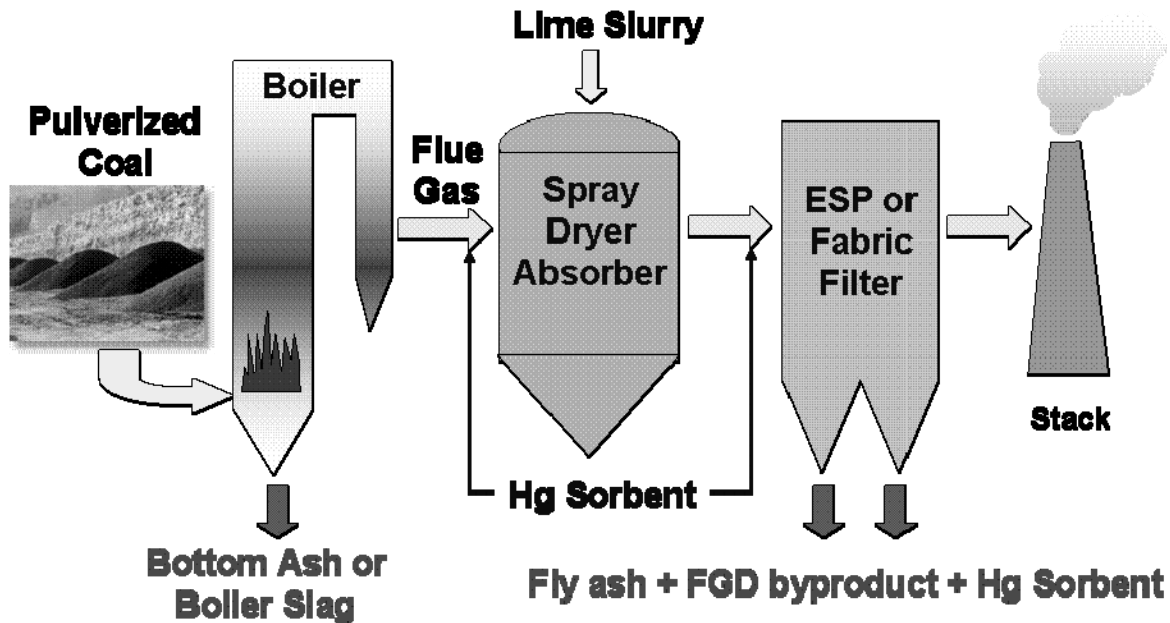 Lime Slurry
Boiler
Pulverized
Coal
Flue
Gas
Spray
Dryer
Absorber
ESP or
Fabric
Filter
Stack
Hg Sorbent
Bottom Ash or
Boiler Slag
Fly ash + FGD byproduct + Hg Sorbent